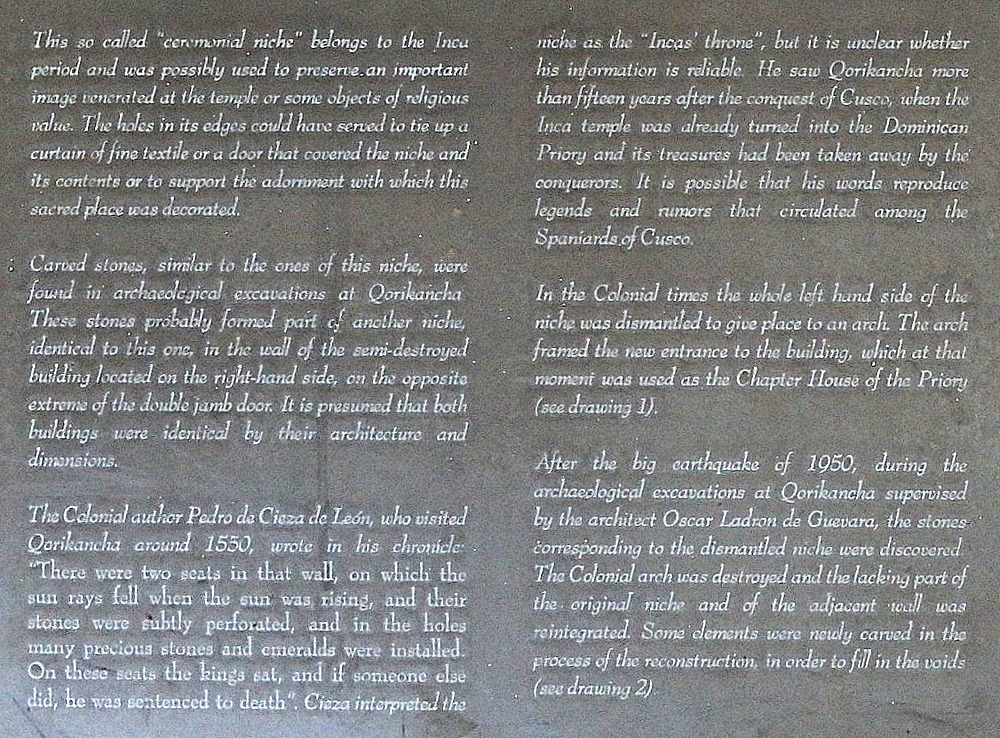 This so called "ceremonial niche" belongs to the Inca
period and was possibly used to preserve an important
image venerated at the temple or some objects of religious
value. The holes in its edges could have served to tie up a
curtain of fine textile or a door that covered the niche and
its contents or to support the adornment with which this
sacred place was decorated.
Carved stones, similar to the ones of this niche, were
found in archaeological excavations at Qorikancha
These stones probably formed part of another niche,
identical to this one, in the wall of the semi-destroyed
building located on the right-hand side, on the opposite
extreme of the double jamb door. It is presumed that both
buildings were identical by their architecture and
dimensions.
The Colonial author Pedro de Cieza de León, who visited
Qorikancha around 1550, wrote in his chronicle:
"There were two seats in that wall, on which the
sun rays fell when the sun was rising, and their
stones were subtly perforated, and in the holes
many precious stones and emeralds were installed.
On these seats the kings sat, and if someone else
did, he was sentenced to death". Cieza interpreted the
niche as the "Incas' throne", but it is unclear whether
his information is reliable. He saw Qorikancha more
than fifteen years after the conquest of Cusco, when the
Inca temple was already turned into the Dominican
Priory and its treasures had been taken away by the
conquerors. It is possible that his words reproduce
legends and rumors that circulated among the
Spaniards of Cusco.
In the Colonial times the whole left hand side of the
niche was dismantled to give place to an arch. The arch
framed the new entrance to the building, which at that
moment was used as the Chapter House of the Priory
(see drawing 1).
After the big earthquake of 1950, during the
archaeological excavations at Qorikancha supervised
by the architect Oscar Ladron de Guevara, the stones
corresponding to the dismantled niche were discovered
The Colonial arch was destroyed and the lacking part of
the original niche and of the adjacent wall was
reintegrated. Some elements were newly carved in the
process of the reconstruction, in order to fill in the voids
(see drawing 2)